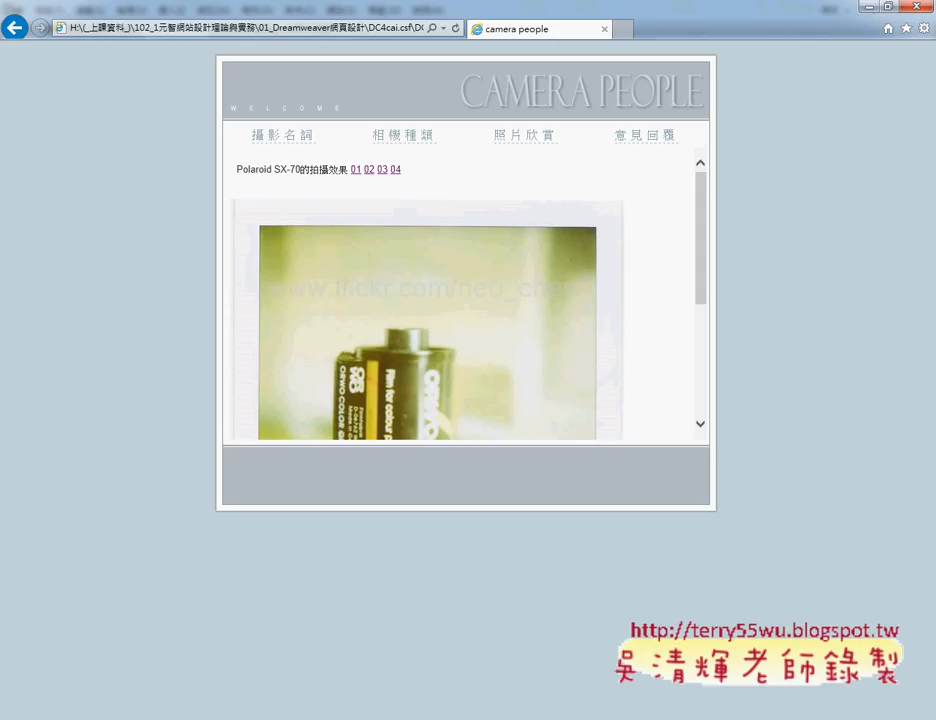 H:\(_上課資料_)\102_1元智網站設計理論與實務\01_Dreamweaver網頁設計\DC4cai.csf\D
camera people
CAMERA PEOPLE
W E L C O M E
攝影名詞 相機種類 照片欣賞 意見回覆
Polaroid SX-70的拍攝效果 01 02 03 04
www.flickr.com/neo_che
ORWO COLOR
Film for colour p
ORWO
http://terry55wu.blogspot.tw
吳清輝老師錄製